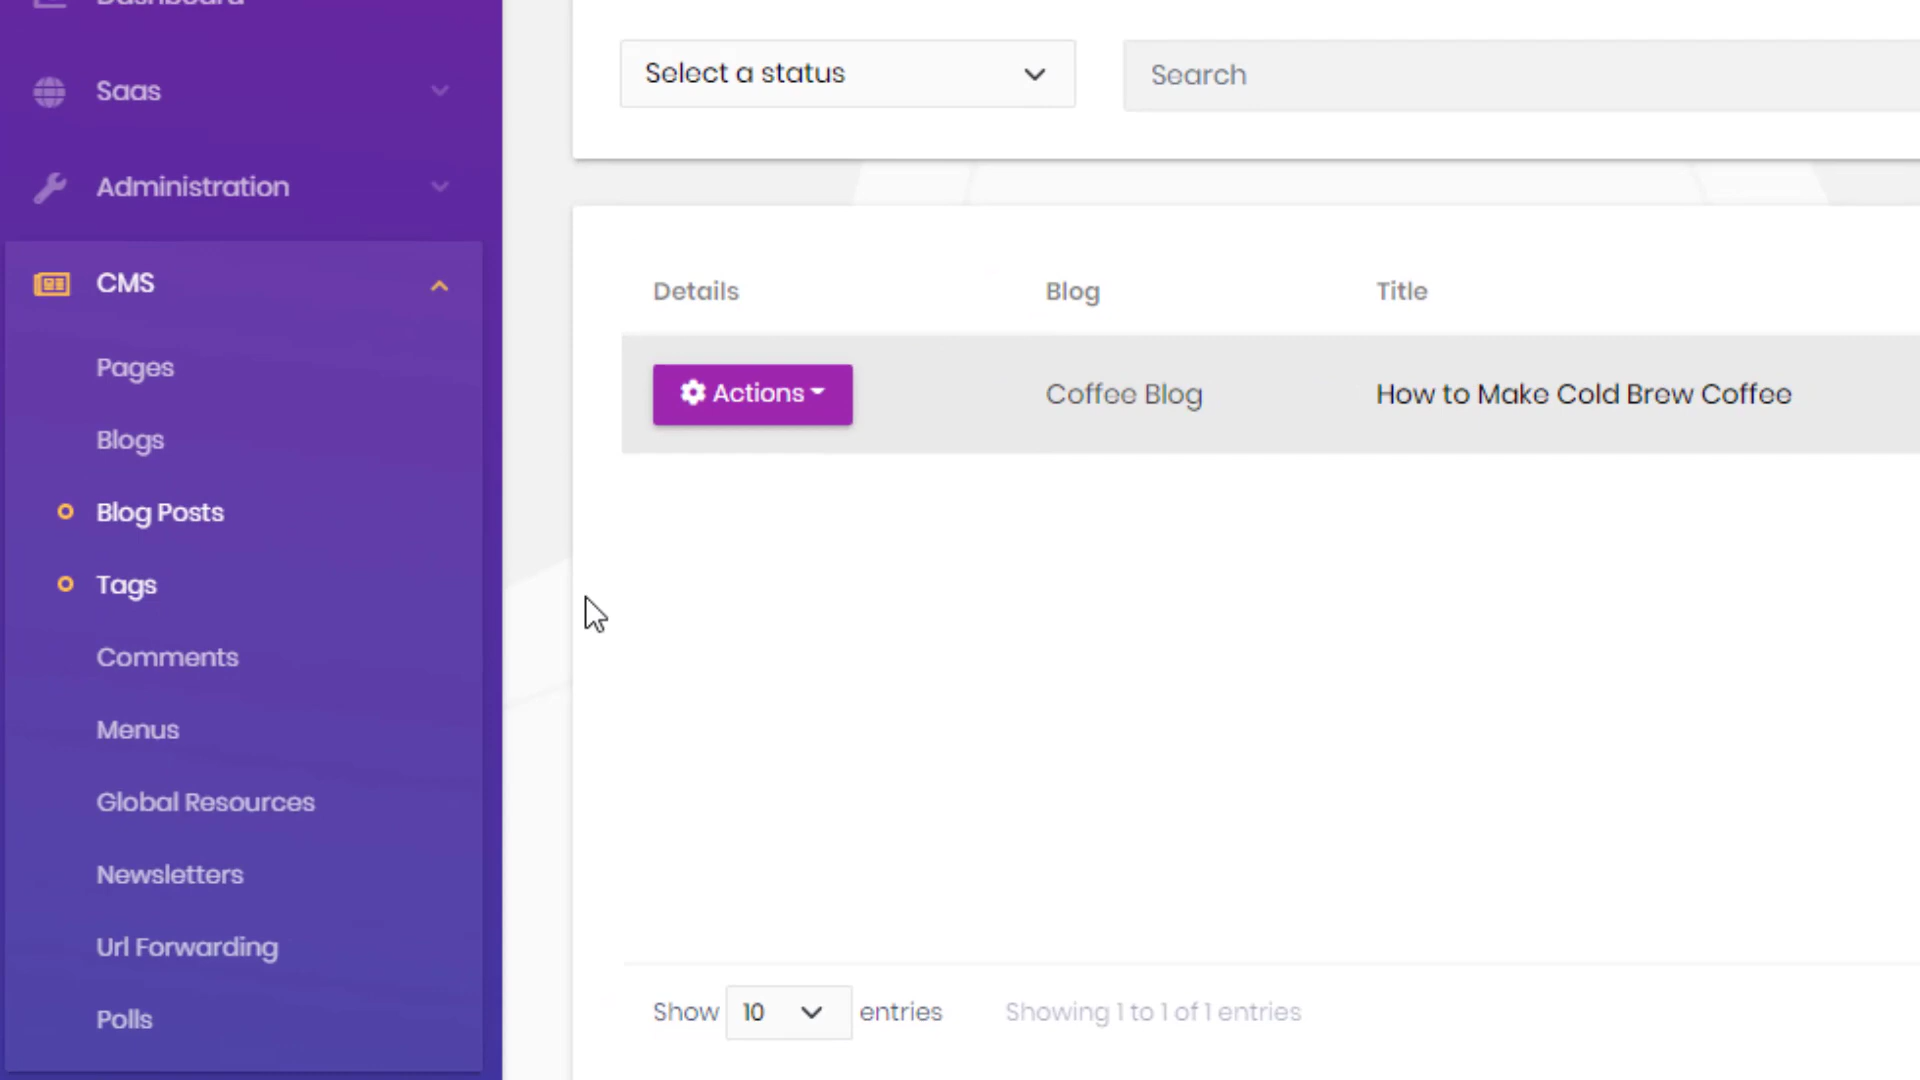 Dashboard
Saas
Administration
CMS
Pages
Blogs
Blog Posts
Tags
Comments
Menus
Global Resources
Newsletters
Url Forwarding
Polls
Select a status
Search
Details Blog Title
Actions Coffee Blog How to Make Cold Brew Coffee
Show 10 entries Showing 1 to 1 of 1 entries